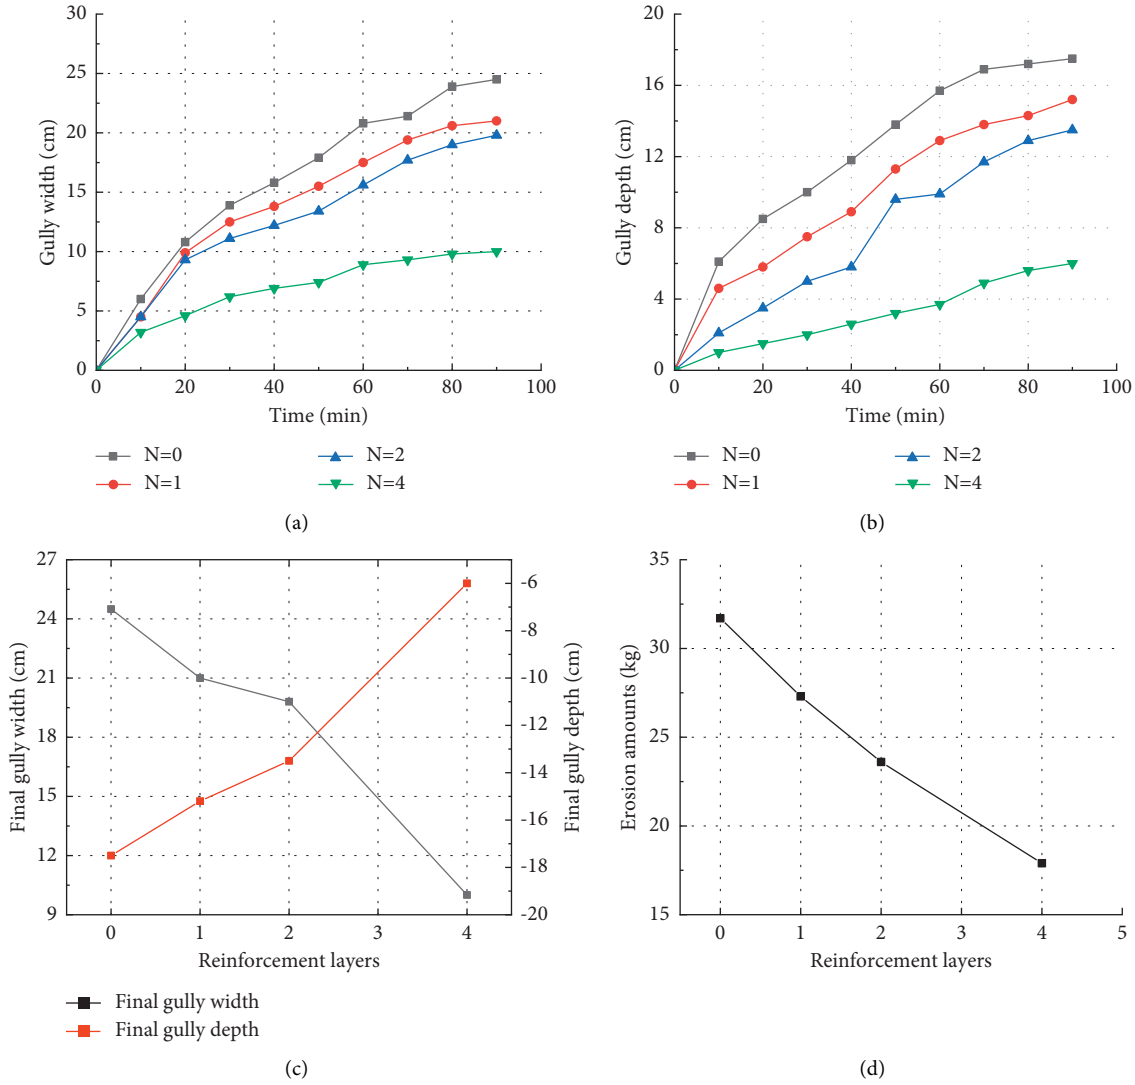 30
25
20
15
10
5
0
Gully width (cm)
0 20 40 60 80 100
Time (min)
N=0 N=2
N=1 N=4
(a)
20
16
12
8
4
0
Gully depth (cm)
0 20 40 60 80 100
Time (min)
N=0 N=2
N=1 N=4
(b)
27
24
21
18
15
12
9
Final gully width (cm)
-6
-8
-10
-12
-14
-16
-18
-20
Final gully depth (cm)
0 1 2 3 4
Reinforcement layers
Final gully width
Final gully depth
(c)
35
30
25
20
15
Erosion amounts (kg)
0 1 2 3 4 5
Reinforcement layers
(d)